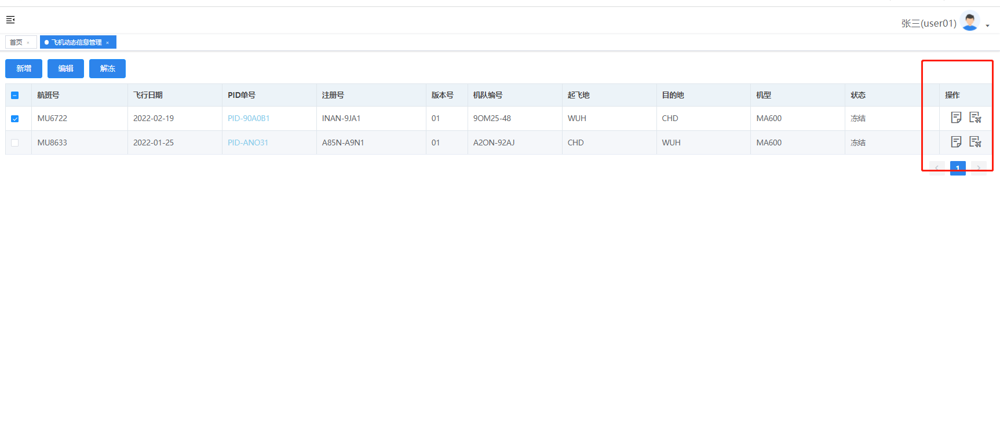 张三(user01)
首页 × 飞机动态信息管理 ×
新增 编辑 解冻
航班号 飞行日期 PID单号 注册号 版本号 机队编号 起飞地 目的地 机型 状态 操作
MU6722 2022-02-19 PID-90A0B1 INAN-9JA1 01 9OM25-48 WUH CHD MA600 冻结
MU8633 2022-01-25 PID-ANO31 A85N-A9N1 01 A2ON-92AJ CHD WUH MA600 冻结
1